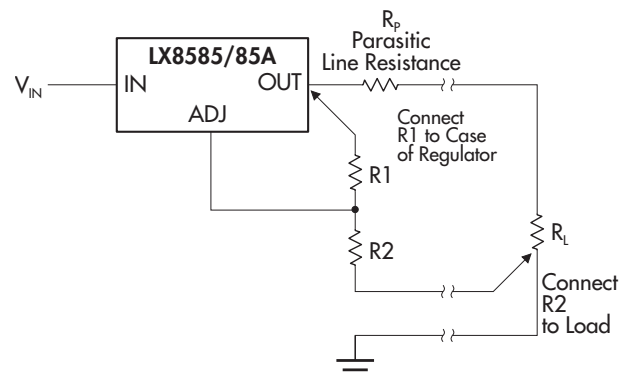 R_P
Parasitic
Line Resistance
LX8585/85A
V_IN
IN
OUT
ADJ
Connect
R1 to Case
of Regulator
R1
R2
R_L
Connect
R2
to Load